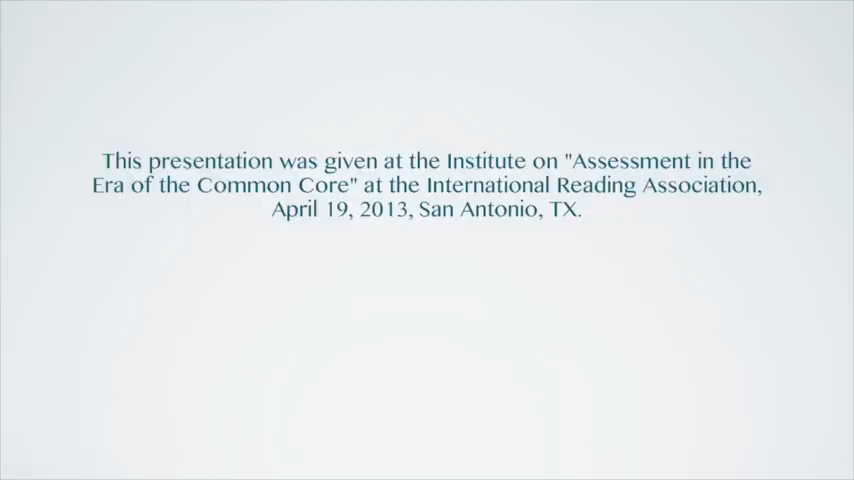 This presentation was given at the Institute on "Assessment in the
Era of the Common Core" at the International Reading Association,
April 19, 2013, San Antonio, TX.